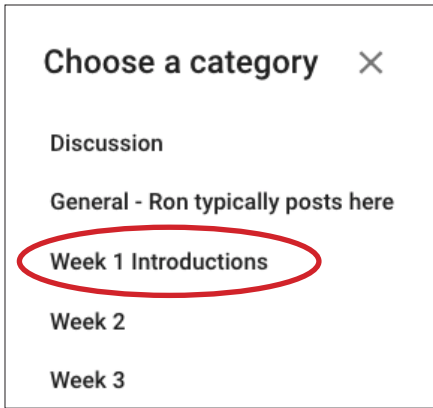 Choose a category
Discussion
General - Ron typically posts here
Week 1 Introductions
Week 2
Week 3